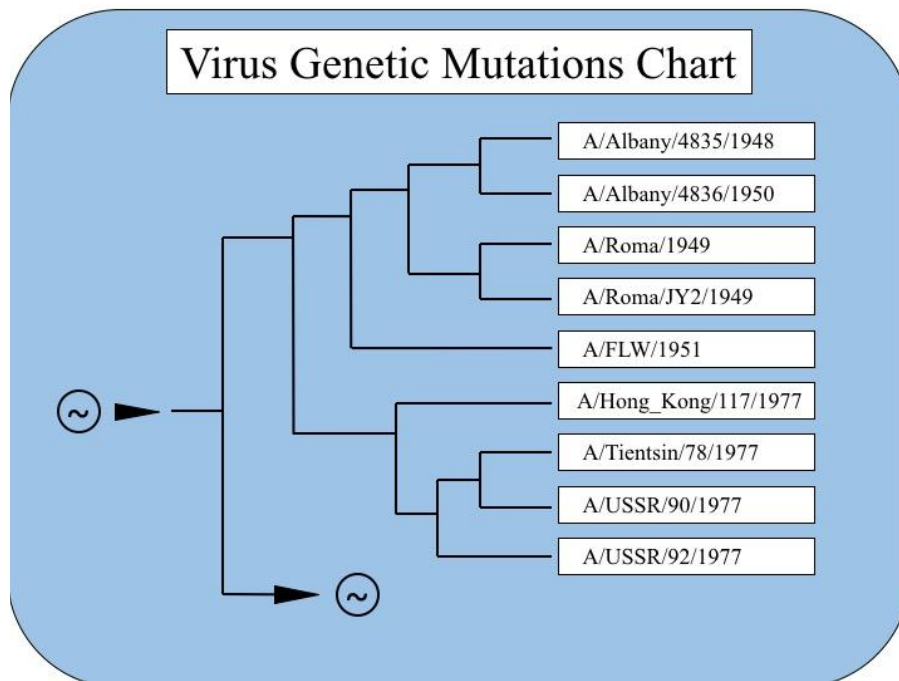 Virus Genetic Mutations Chart
A/Albany/4835/1948
A/Albany/4836/1950
A/Roma/1949
A/Roma/JY2/1949
A/FLW/1951
A/Hong_Kong/117/1977
A/Tientsin/78/1977
A/USSR/90/1977
A/USSR/92/1977
~
~